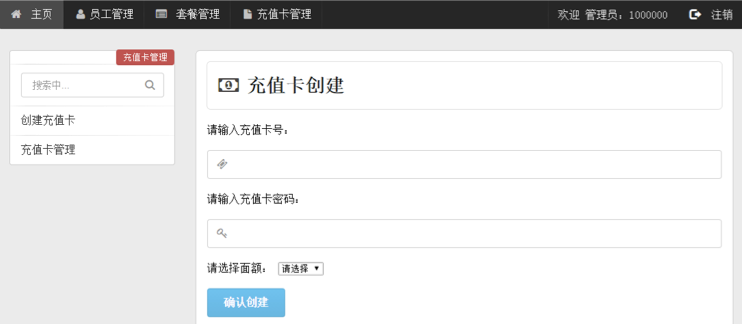 主页 员工管理 套餐管理 充值卡管理 欢迎 管理员：1000000 注销
充值卡管理
搜索中...
创建充值卡
充值卡管理
充值卡创建
请输入充值卡号：
请输入充值卡密码：
请选择面额： 请选择
确认创建